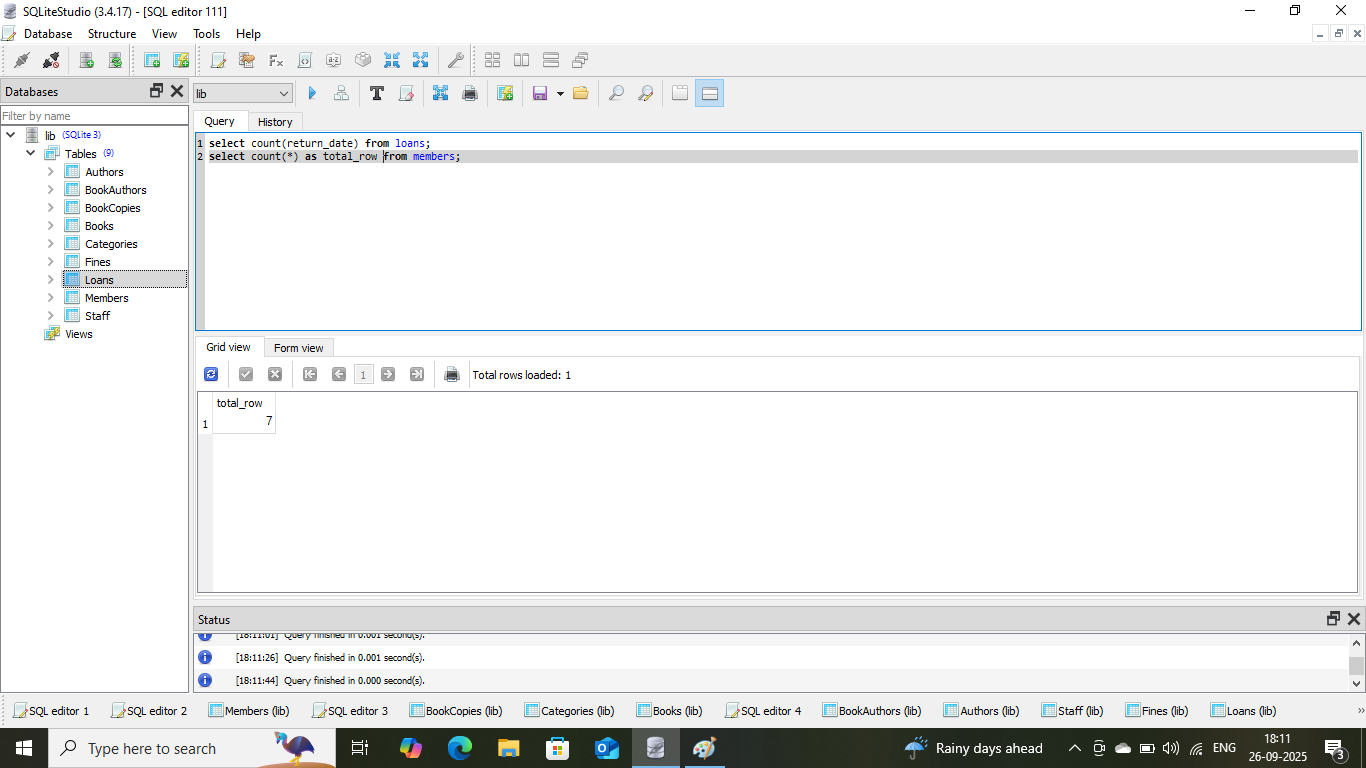 SQLiteStudio (3.4.17) - [SQL editor 111]
Database Structure View Tools Help
Databases
lib
Filter by name
Query History
lib (SQLite 3)
Tables (9)
Authors
BookAuthors
BookCopies
Books
Categories
Fines
Loans
Members
Staff
Views
1 select count(return_date) from loans;
2 select count(*) as total_row from members;
Grid view Form view
1 Total rows loaded: 1
total_row
1 7
Status
[18:11:01] Query finished in 0.001 second(s).
[18:11:26] Query finished in 0.001 second(s).
[18:11:44] Query finished in 0.000 second(s).
SQL editor 1 SQL editor 2 Members (lib) SQL editor 3 BookCopies (lib) Categories (lib) Books (lib) SQL editor 4 BookAuthors (lib) Authors (lib) Staff (lib) Fines (lib) Loans (lib) »
Type here to search Rainy days ahead ENG 18:11
26-09-2025 3